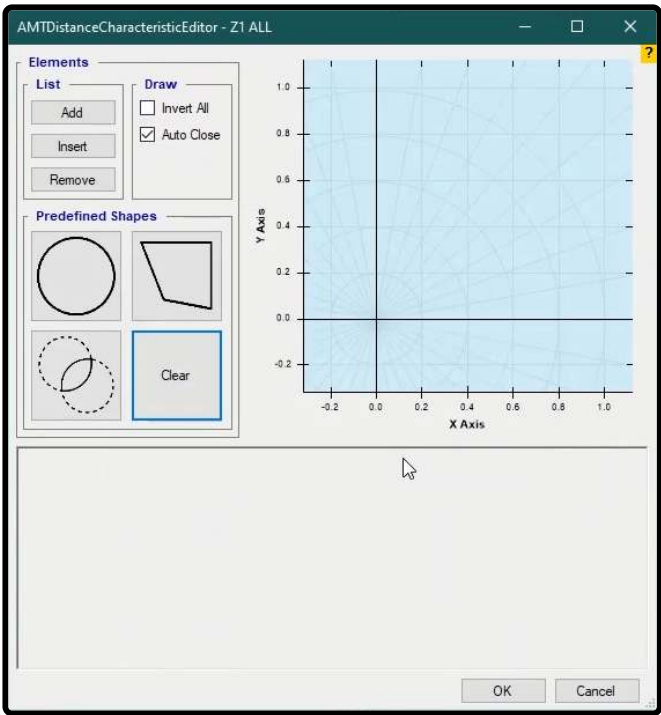 AMTDistanceCharacteristicEditor - Z1 ALL
?
Elements
List
Add
Insert
Remove
Draw
Invert All
Auto Close
Predefined Shapes
Clear
Y Axis
1.0
0.8
0.6
0.4
0.2
0.0
-0.2
-0.2 0.0 0.2 0.4 0.6 0.8 1.0
X Axis
OK Cancel